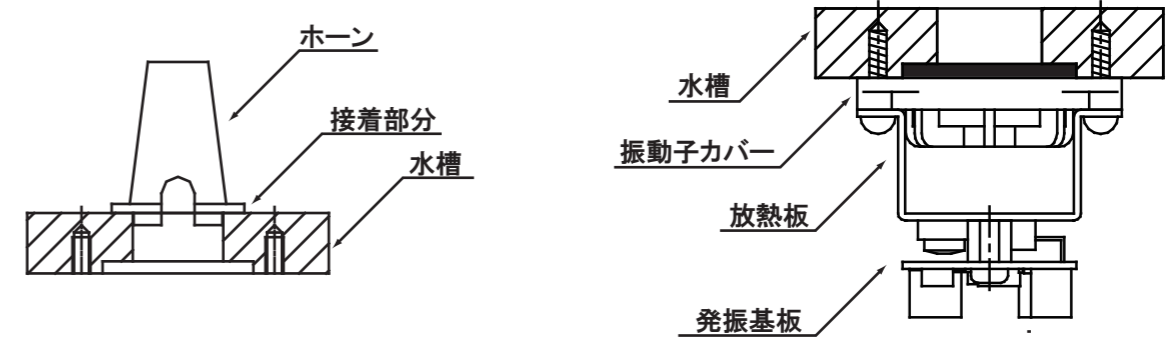 ホーン
接着部分
水槽
水槽
振動子カバー
放熱板
発振基板